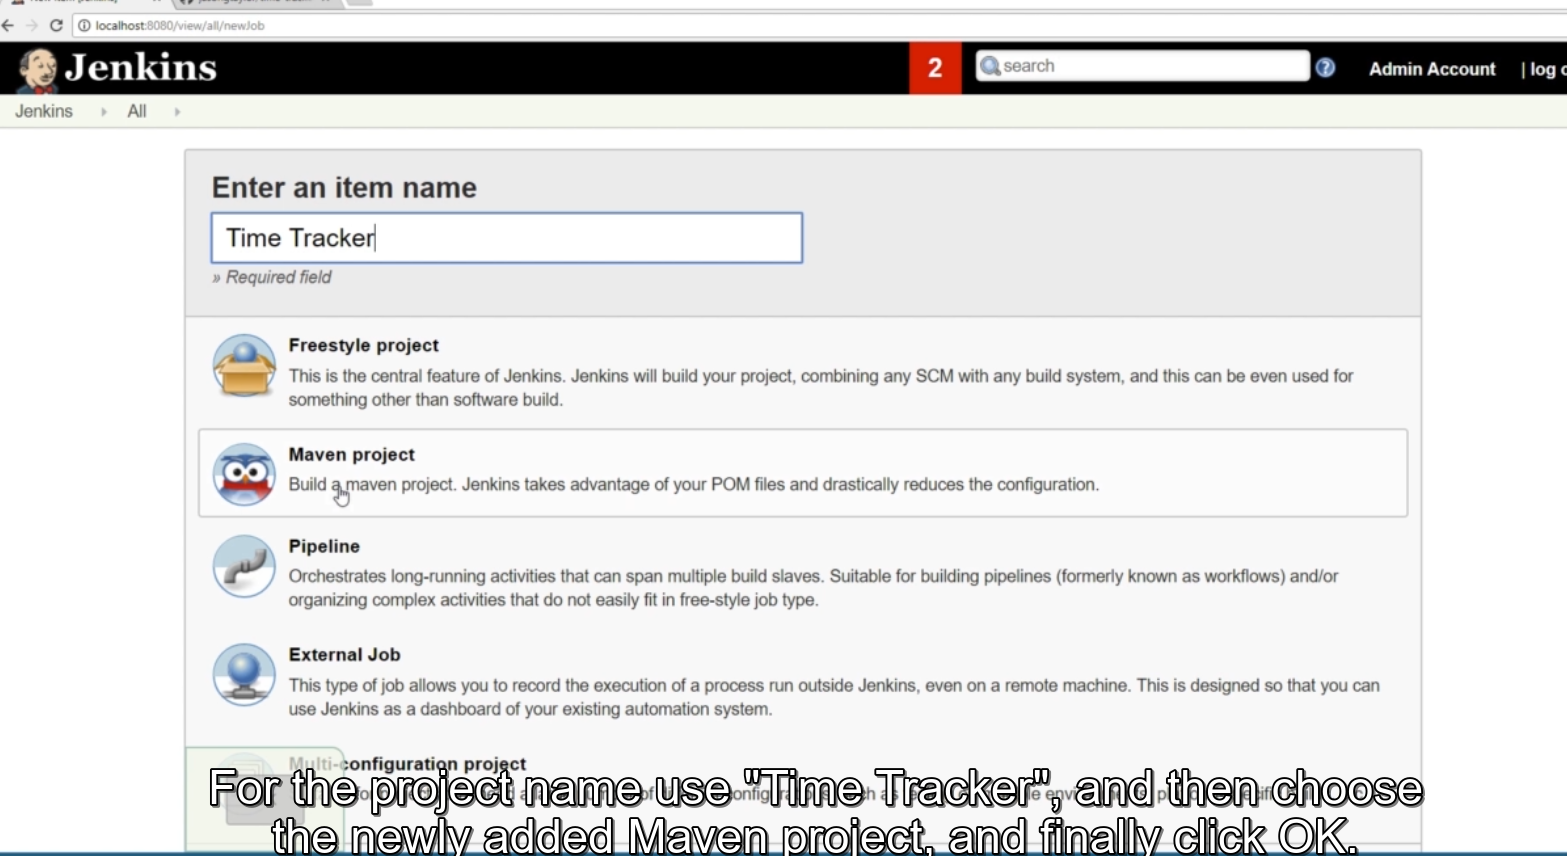 localhost:8080/view/all/newJob
Jenkins
2
search
Admin Account
| log
Jenkins
All
Enter an item name
Time Tracker
» Required field
Freestyle project
This is the central feature of Jenkins. Jenkins will build your project, combining any SCM with any build system, and this can be even used for
something other than software build.
Maven project
Build a maven project. Jenkins takes advantage of your POM files and drastically reduces the configuration.
Pipeline
Orchestrates long-running activities that can span multiple build slaves. Suitable for building pipelines (formerly known as workflows) and/or
organizing complex activities that do not easily fit in free-style job type.
External Job
This type of job allows you to record the execution of a process run outside Jenkins, even on a remote machine. This is designed so that you can
use Jenkins as a dashboard of your existing automation system.
Multi-configuration project
For the project name use "Time Tracker", and then choose
the newly added Maven project, and finally click OK.